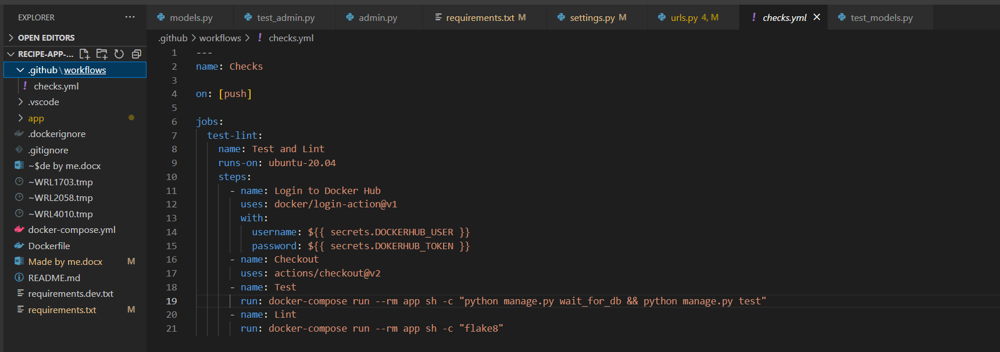 EXPLORER ...
OPEN EDITORS
RECIPE-APP-...
.github\workflows
! checks.yml
.vscode
app
.dockerignore
.gitignore
~$de by me.docx
~WRL1703.tmp
~WRL2058.tmp
~WRL4010.tmp
docker-compose.yml
Dockerfile
Made by me.docx M
README.md
requirements.dev.txt
requirements.txt M
models.py test_admin.py admin.py requirements.txt M settings.py M urls.py 4, M ! checks.yml test_models.py
.github > workflows > ! checks.yml
1 ---
2 name: Checks
3
4 on: [push]
5
6 jobs:
7 test-lint:
8 name: Test and Lint
9 runs-on: ubuntu-20.04
10 steps:
11 - name: Login to Docker Hub
12 uses: docker/login-action@v1
13 with:
14 username: ${{ secrets.DOCKERHUB_USER }}
15 password: ${{ secrets.DOKERHUB_TOKEN }}
16 - name: Checkout
17 uses: actions/checkout@v2
18 - name: Test
19 run: docker-compose run --rm app sh -c "python manage.py wait_for_db && python manage.py test"
20 - name: Lint
21 run: docker-compose run --rm app sh -c "flake8"